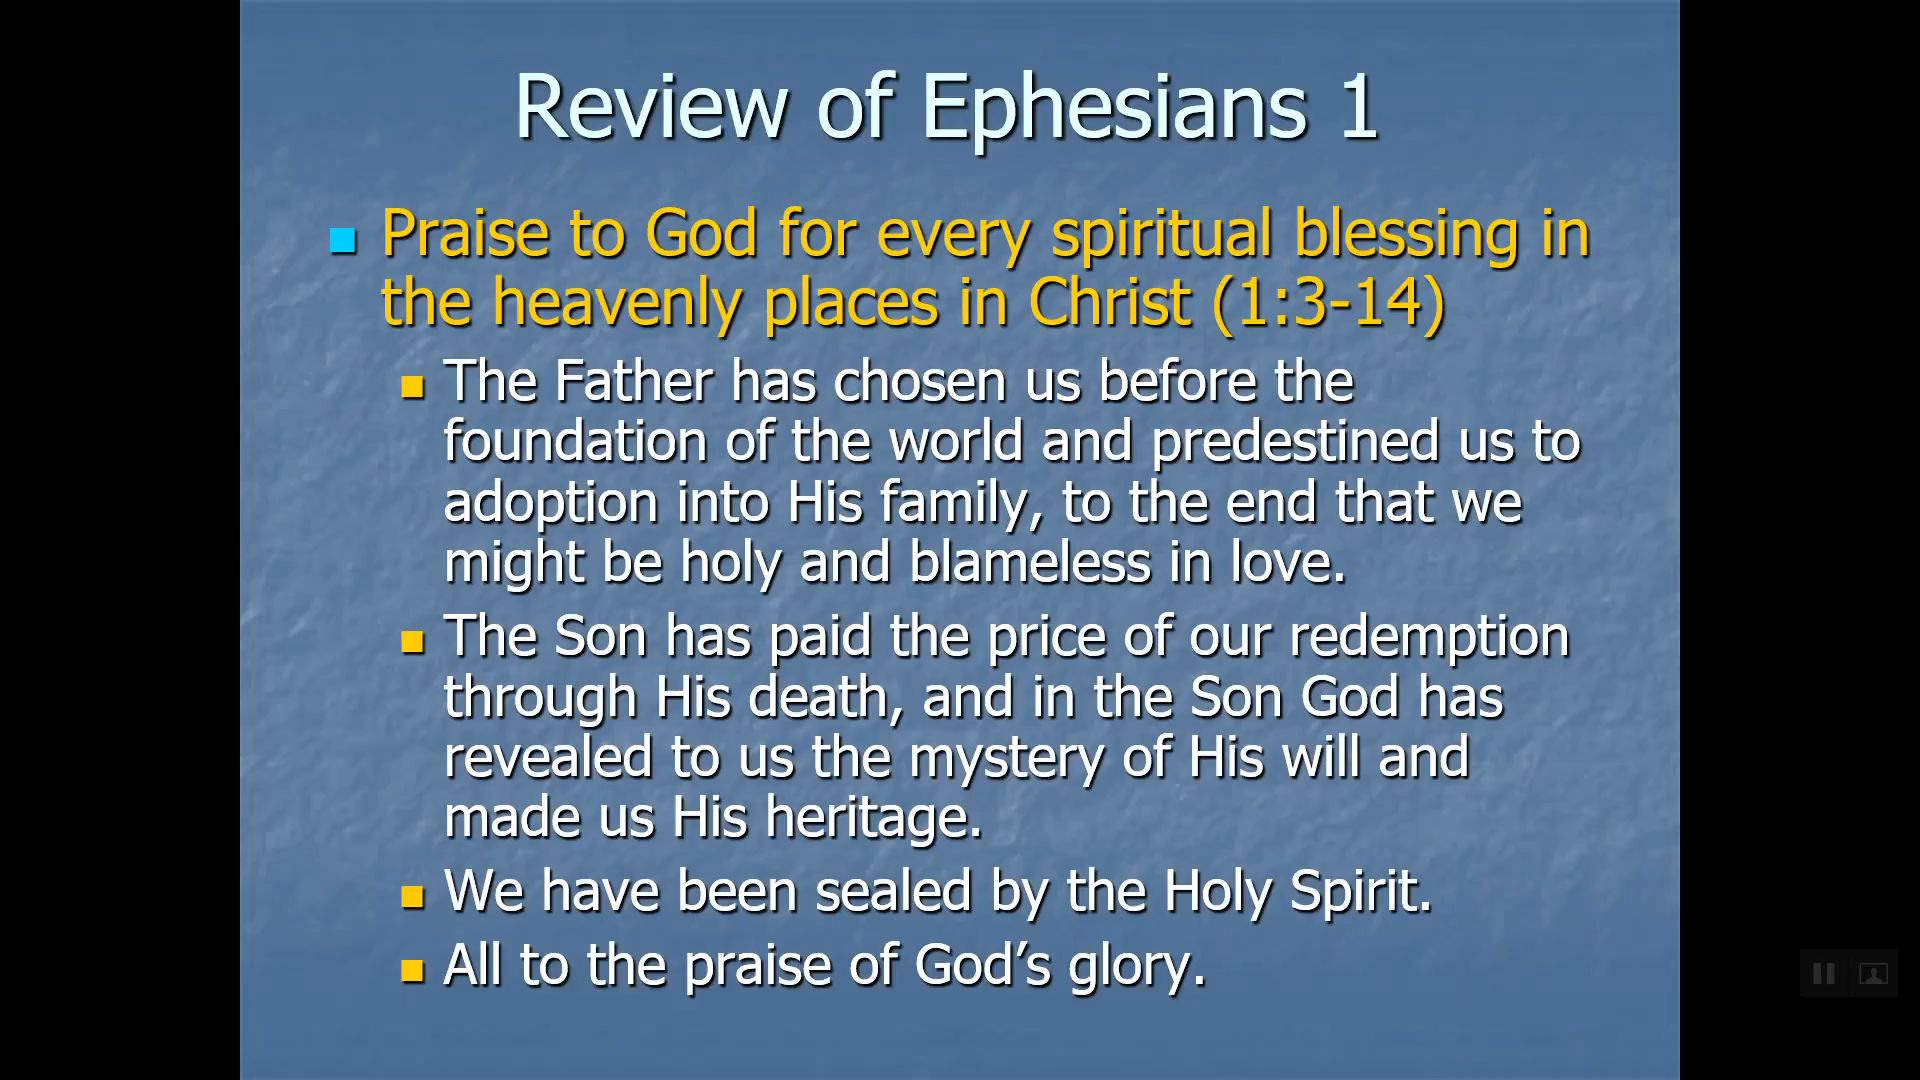 Review of Ephesians 1
Praise to God for every spiritual blessing in
the heavenly places in Christ (1:3-14)
The Father has chosen us before the
foundation of the world and predestined us to
adoption into His family, to the end that we
might be holy and blameless in love.
The Son has paid the price of our redemption
through His death, and in the Son God has
revealed to us the mystery of His will and
made us His heritage.
We have been sealed by the Holy Spirit.
All to the praise of God’s glory.